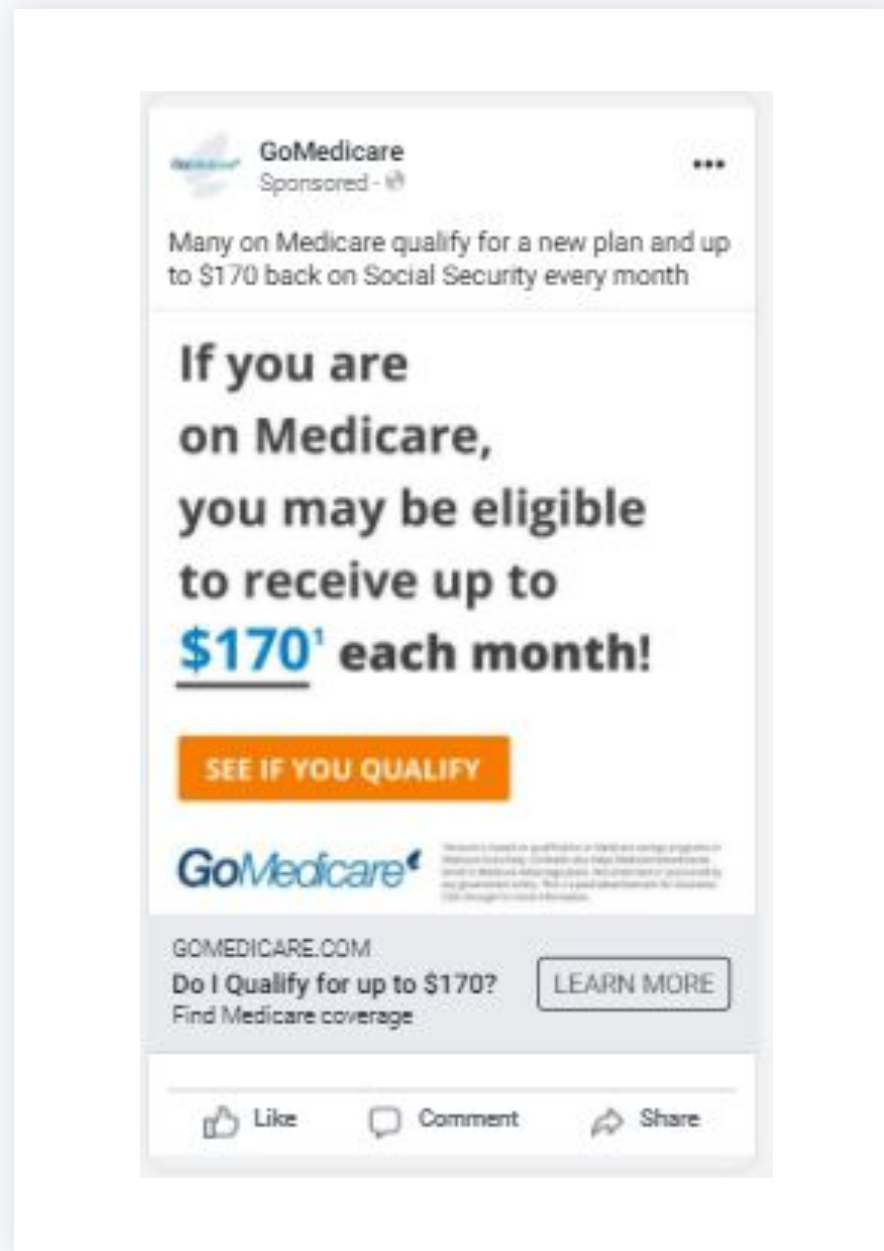 GoMedicare
Sponsored -
Many on Medicare qualify for a new plan and up
to $170 back on Social Security every month
If you are
on Medicare,
you may be eligible
to receive up to
$170¹ each month!
SEE IF YOU QUALIFY
GoMedicare
GOMEDICARE.COM
Do I Qualify for up to $170?
Find Medicare coverage
LEARN MORE
Like
Comment
Share